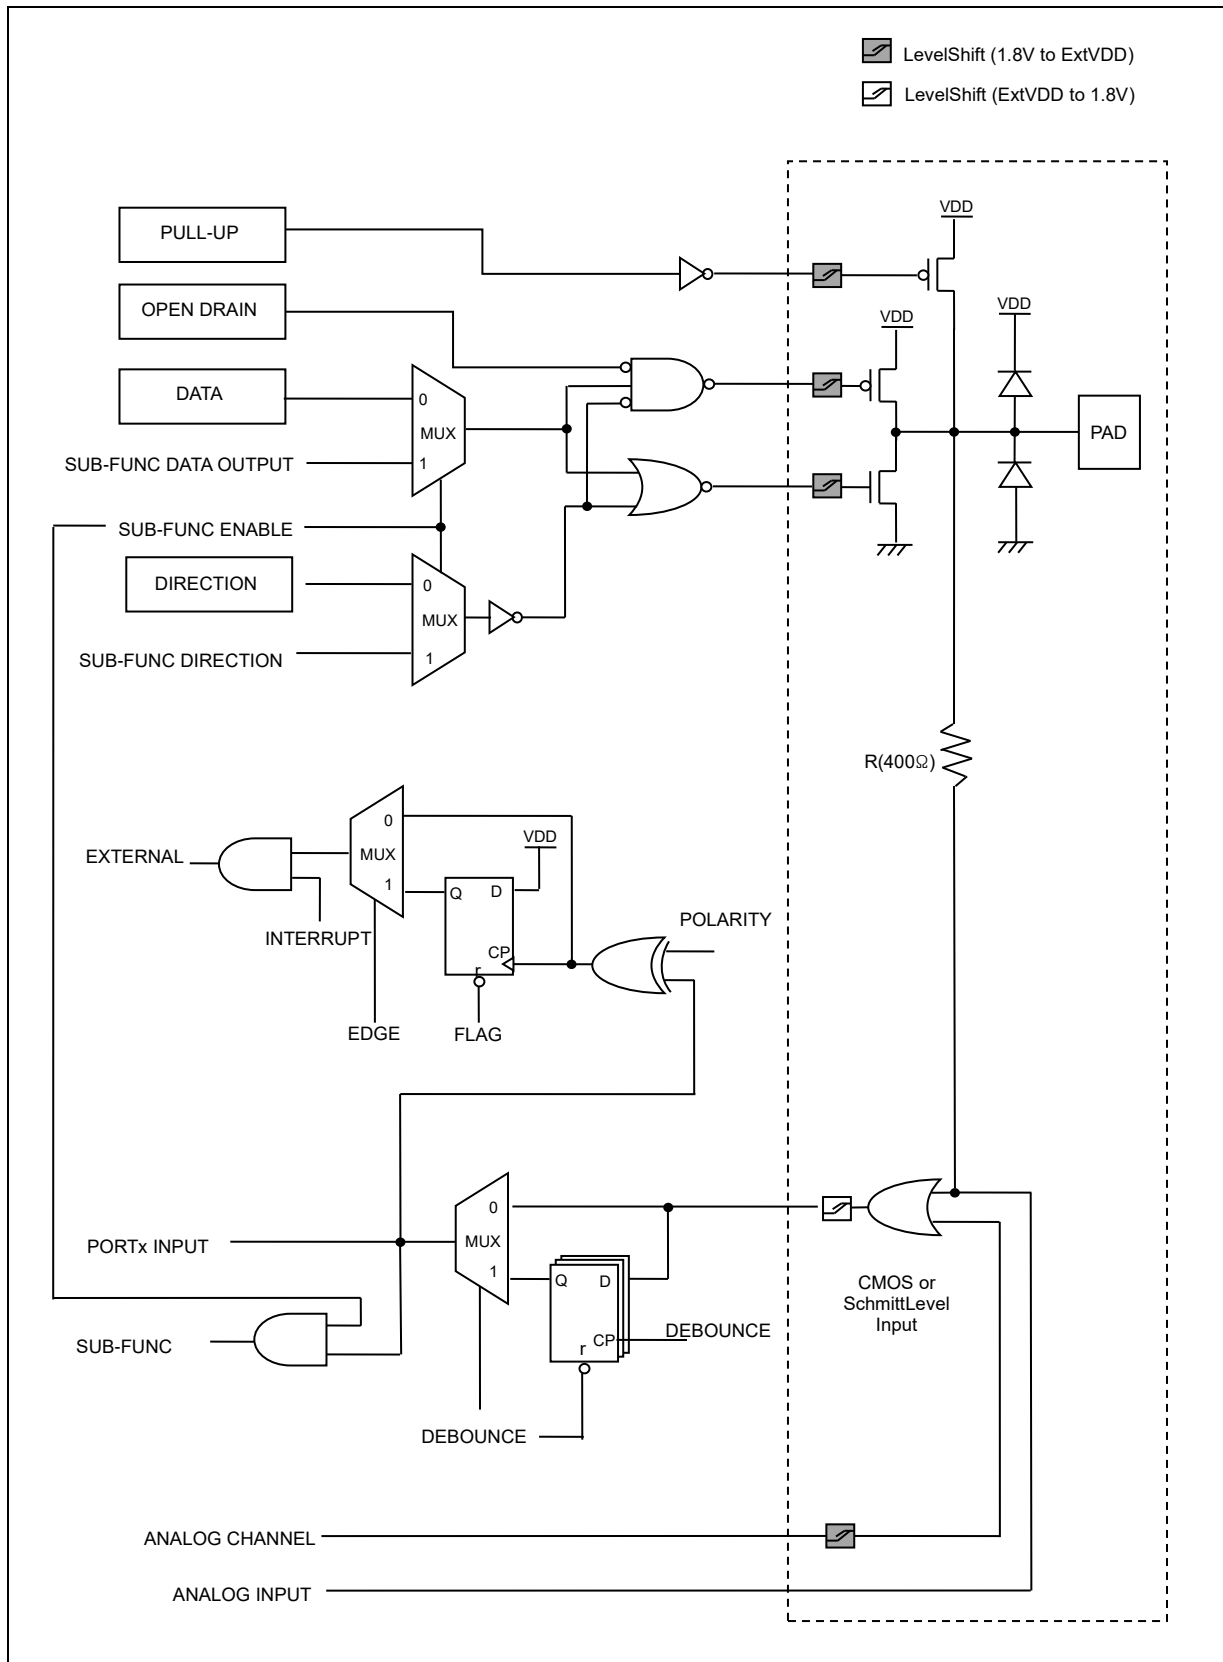 LevelShift (1.8V to ExtVDD)
LevelShift (ExtVDD to 1.8V)
VDD
PULL-UP
OPEN DRAIN
VDD
VDD
DATA
0
MUX
PAD
SUB-FUNC DATA OUTPUT
1
SUB-FUNC ENABLE
DIRECTION
0
MUX
SUB-FUNC DIRECTION
1
R(400Ω)
0
VDD
EXTERNAL
MUX
1
Q
D
POLARITY
INTERRUPT
CP
r
EDGE
FLAG
0
PORTx INPUT
MUX
1
Q
D
CMOS or
SchmittLevel
Input
SUB-FUNC
CP
DEBOUNCE
r
DEBOUNCE
ANALOG CHANNEL
ANALOG INPUT